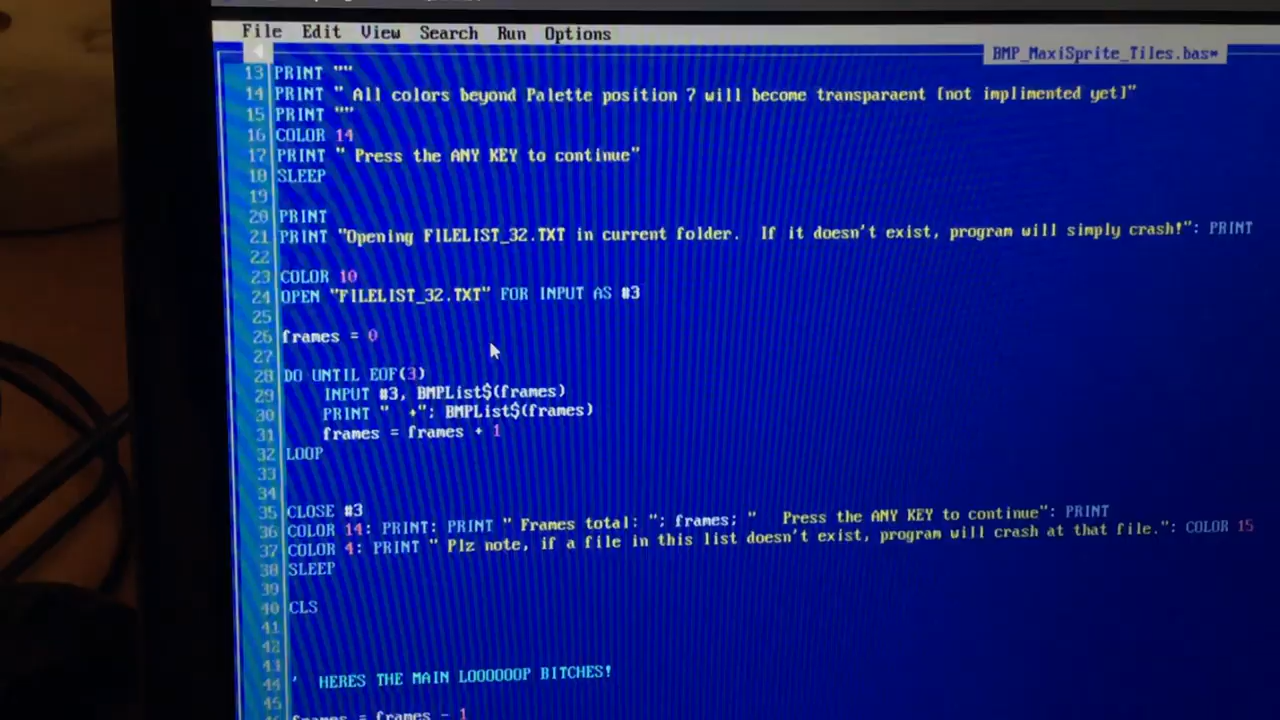 File Edit View Search Run Options
BMP_MaxiSprite_Tiles.bas*
13 PRINT ""
14 PRINT " All colors beyond Palette position 7 will become transparaent [not implimented yet]"
15 PRINT ""
16 COLOR 14
17 PRINT " Press the ANY KEY to continue"
18 SLEEP
19
20 PRINT
21 PRINT "Opening FILELIST_32.TXT in current folder.  If it doesn't exist, program will simply crash!": PRINT
22
23 COLOR 10
24 OPEN "FILELIST_32.TXT" FOR INPUT AS #3
25
26 frames = 0
27
28 DO UNTIL EOF(3)
29     INPUT #3, BMPList$(frames)
30     PRINT "  +"; BMPList$(frames)
31     frames = frames + 1
32 LOOP
33
34
35 CLOSE #3
36 COLOR 14: PRINT: PRINT " Frames total: "; frames; "   Press the ANY KEY to continue": PRINT
37 COLOR 4: PRINT " Plz note, if a file in this list doesn't exist, program will crash at that file.": COLOR 15
38 SLEEP
39
40 CLS
41
42
43
44 '  HERES THE MAIN LOOOOOOP BITCHES!
45
frames = frames - 1